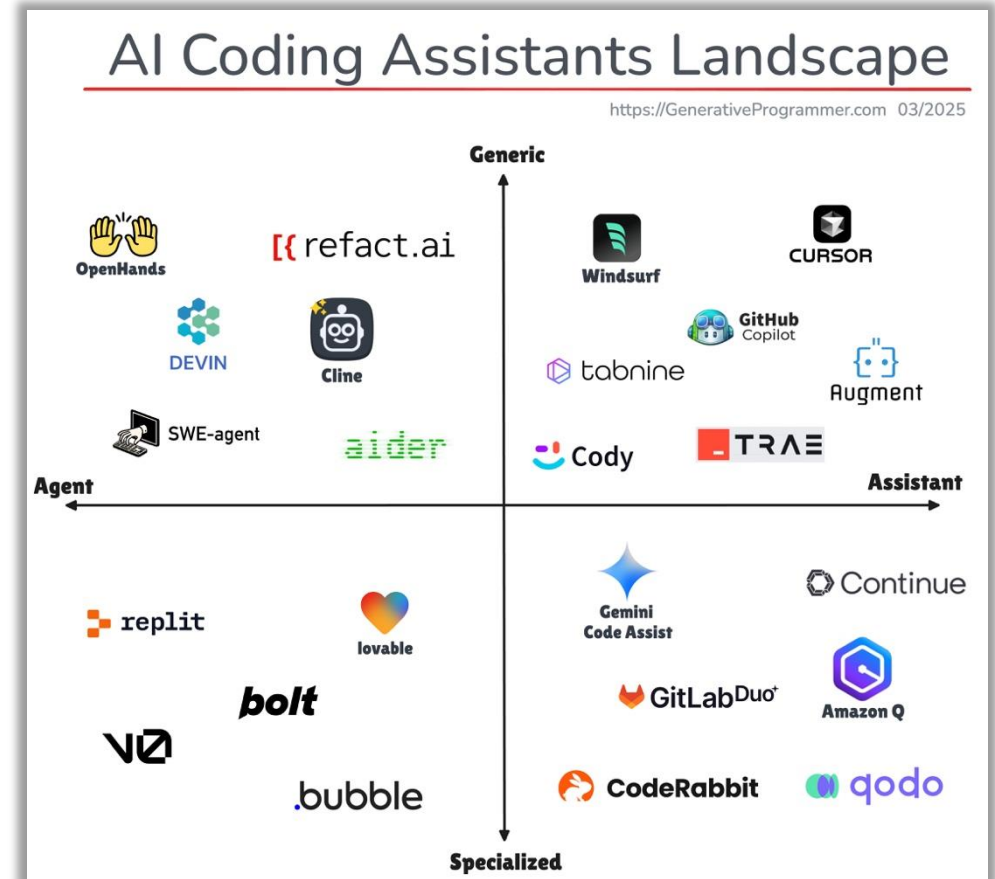 AI Coding Assistants Landscape
https://GenerativeProgrammer.com 03/2025
Generic
OpenHands
[{ refact.ai
Windsurf
CURSOR
DEVIN
Cline
GitHub
Copilot
tabnine
Augment
SWE-agent
aider
Cody
TRAE
Agent
Assistant
replit
lovable
Gemini
Code Assist
Continue
bolt
GitLab Duo
Amazon Q
v0
.bubble
CodeRabbit
qodo
Specialized